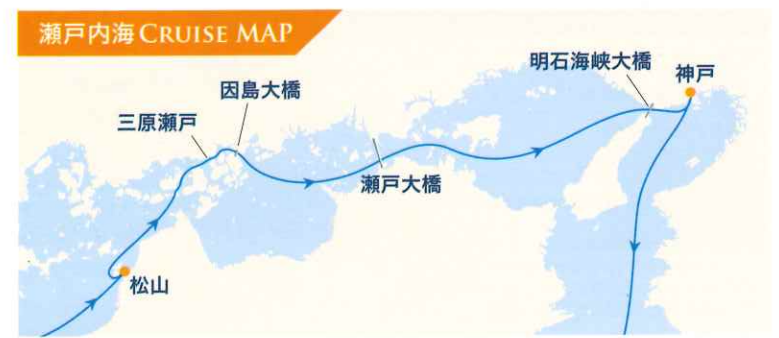 瀬戸内海 CRUISE MAP
明石海峡大橋
神戸
因島大橋
三原瀬戸
瀬戸大橋
松山